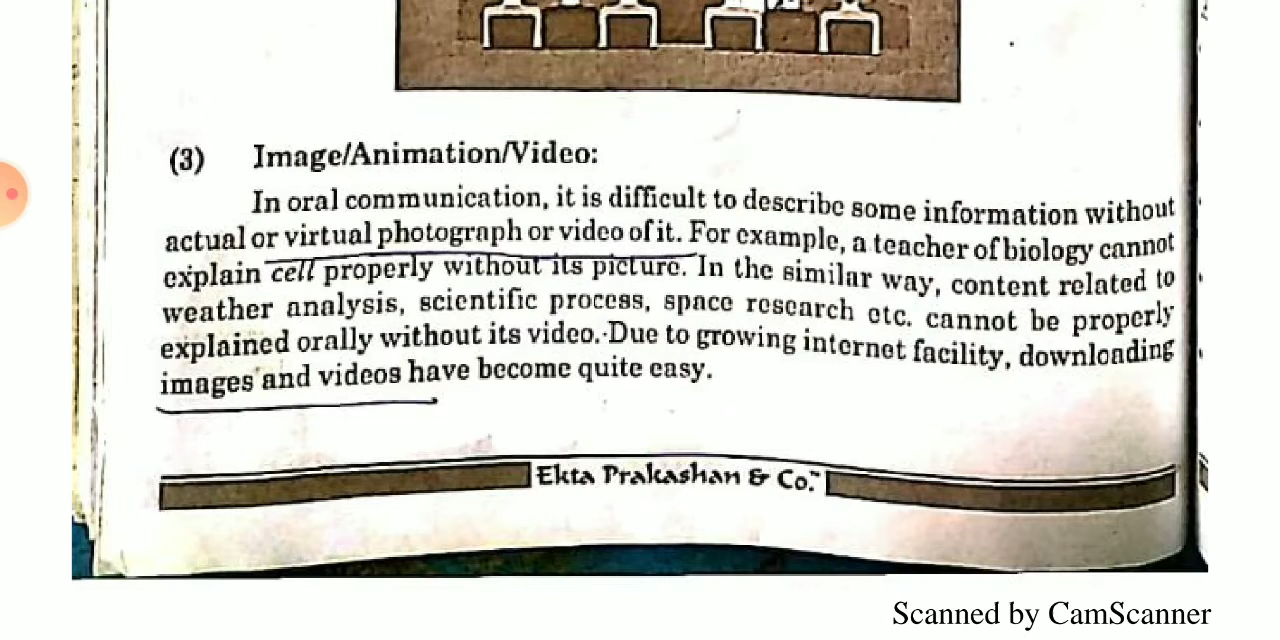 (3) Image/Animation/Video:
In oral communication, it is difficult to describe some information without
actual or virtual photograph or video of it. For example, a teacher of biology cannot
explain cell properly without its picture. In the similar way, content related to
weather analysis, scientific process, space research etc. cannot be properly
explained orally without its video. Due to growing internet facility, downloading
images and videos have become quite easy.
Ekta Prakashan & Co.
Scanned by CamScanner